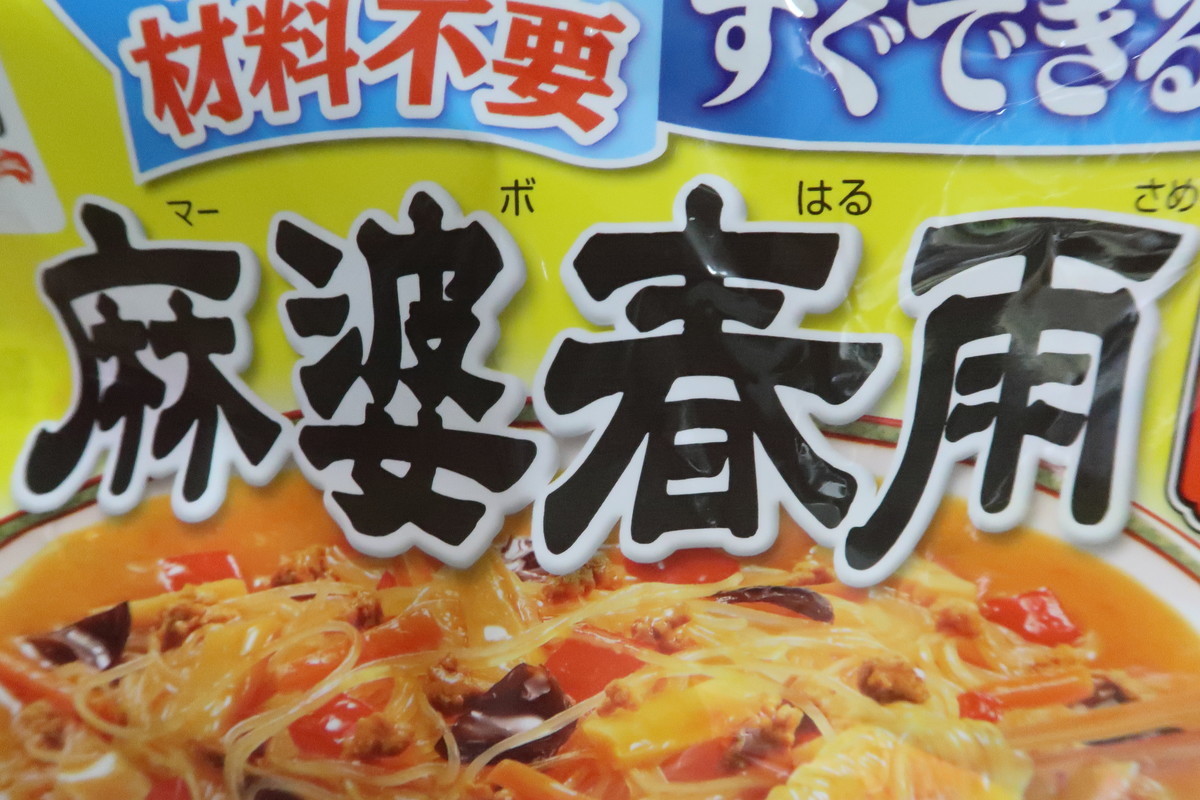 材料不要 すぐできる
マー ボ はる さめ
麻婆春雨